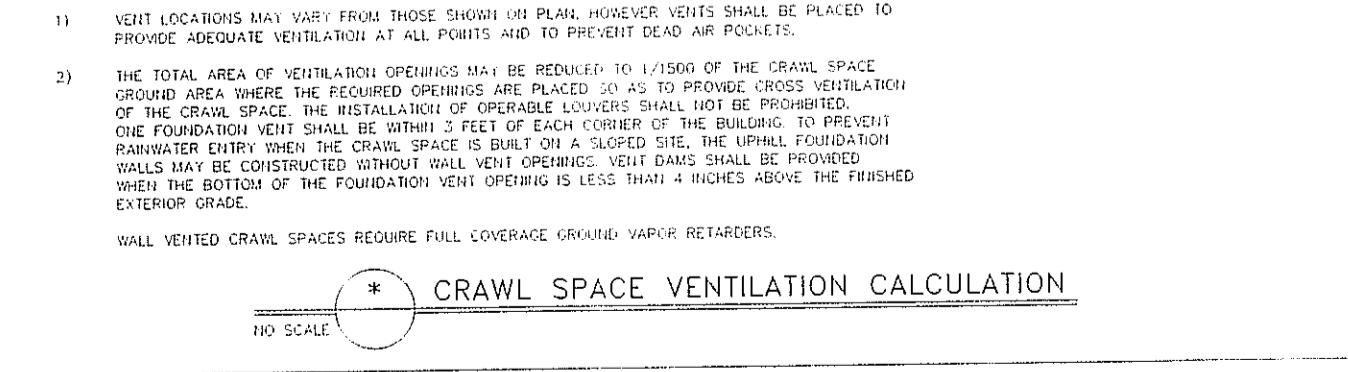 1) VENT LOCATIONS MAY VARY FROM THOSE SHOWN ON PLAN, HOWEVER VENTS SHALL BE PLACED TO
PROVIDE ADEQUATE VENTILATION AT ALL POINTS AND TO PREVENT DEAD AIR POCKETS.
2) THE TOTAL AREA OF VENTILATION OPENINGS MAY BE REDUCED TO 1/1500 OF THE CRAWL SPACE
GROUND AREA WHERE THE REQUIRED OPENINGS ARE PLACED SO AS TO PROVIDE CROSS VENTILATION
OF THE CRAWL SPACE. THE INSTALLATION OF OPERABLE LOUVERS SHALL NOT BE PROHIBITED.
ONE FOUNDATION VENT SHALL BE WITHIN 3 FEET OF EACH CORNER OF THE BUILDING. TO PREVENT
RAINWATER ENTRY WHEN THE CRAWL SPACE IS BUILT ON A SLOPED SITE, THE UPHILL FOUNDATION
WALLS MAY BE CONSTRUCTED WITHOUT WALL VENT OPENINGS. VENT DAMS SHALL BE PROVIDED
WHEN THE BOTTOM OF THE FOUNDATION VENT OPENING IS LESS THAN 4 INCHES ABOVE THE FINISHED
EXTERIOR GRADE.
WALL VENTED CRAWL SPACES REQUIRE FULL COVERAGE GROUND VAPOR RETARDERS.
* CRAWL SPACE VENTILATION CALCULATION
NO SCALE